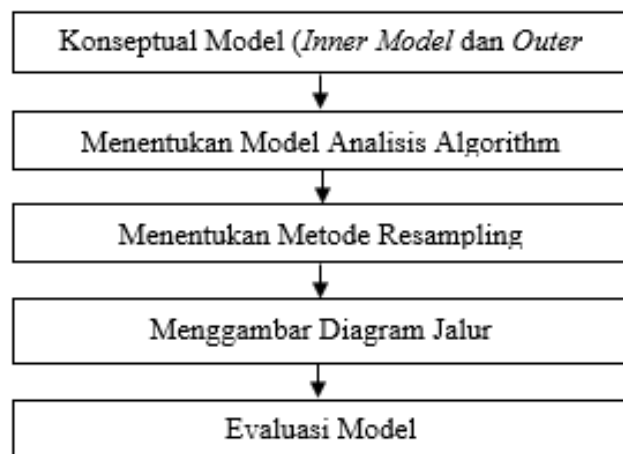 Konseptual Model (Inner Model dan Outer
Menentukan Model Analisis Algorithm
Menentukan Metode Resampling
Menggambar Diagram Jalur
Evaluasi Model